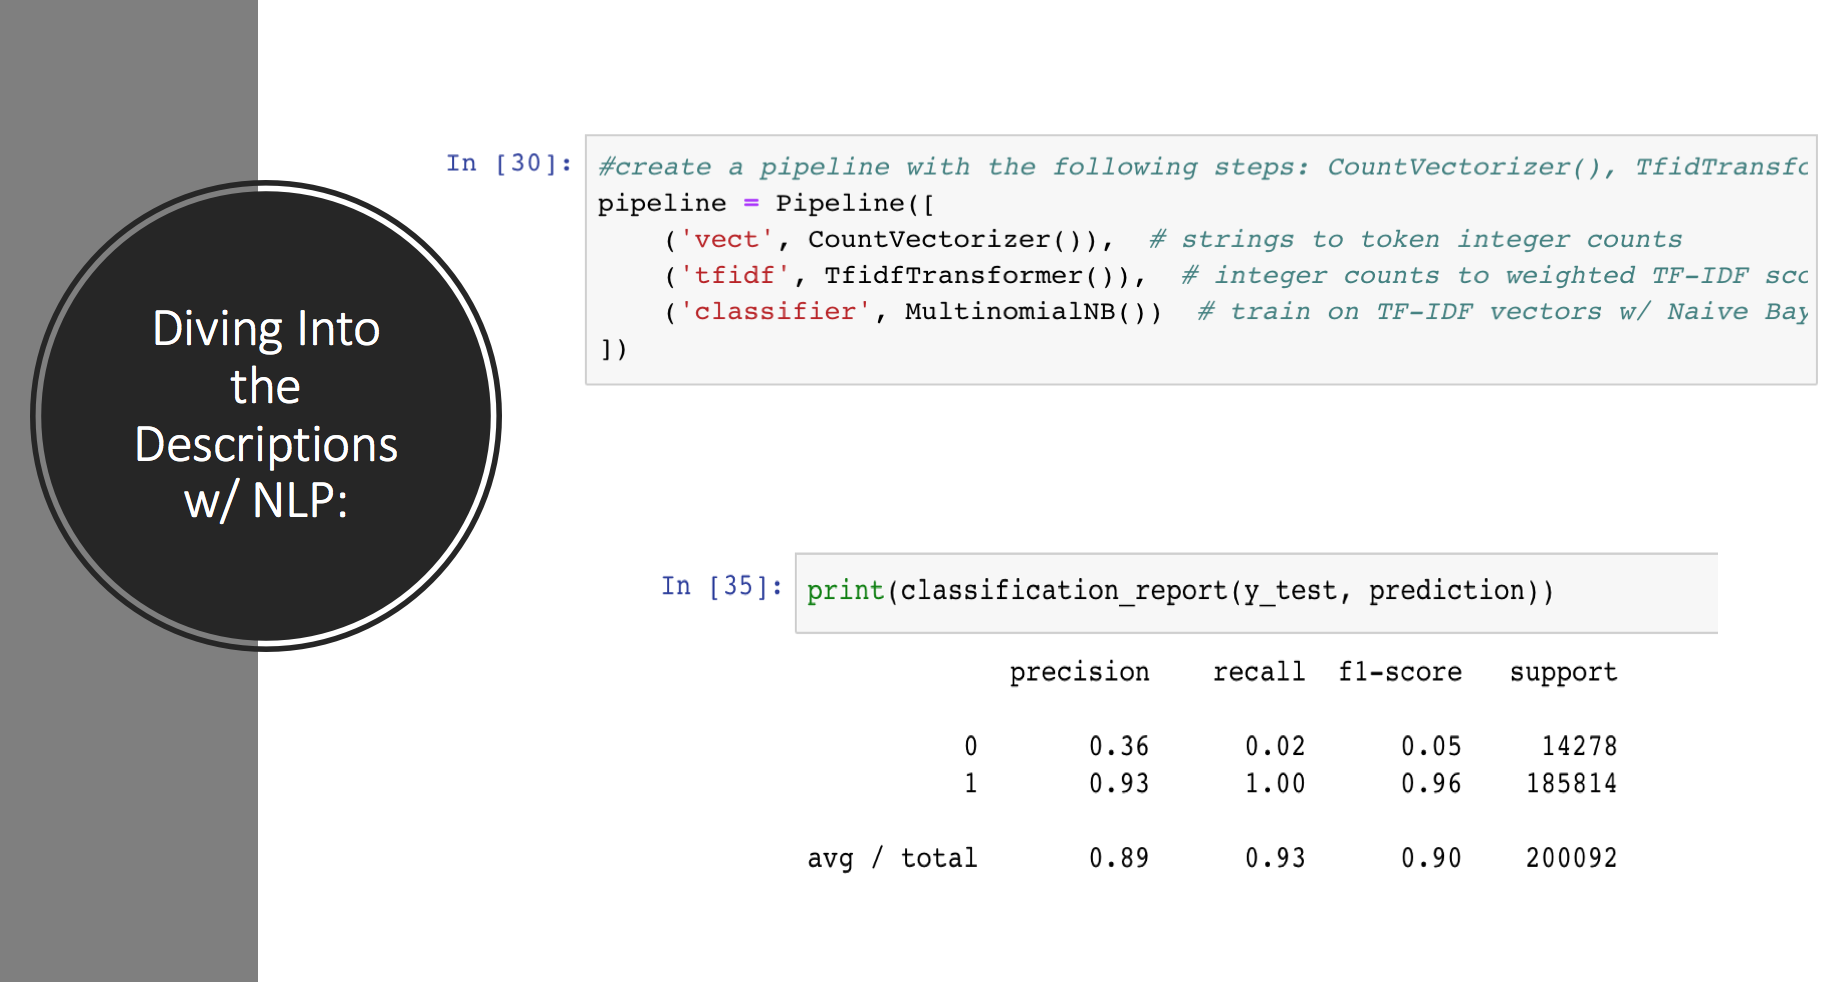 Diving Into
the
Descriptions
w/ NLP:
In [30]:
#create a pipeline with the following steps: CountVectorizer(), TfidTransfo
pipeline = Pipeline([
    ('vect', CountVectorizer()),  # strings to token integer counts
    ('tfidf', TfidfTransformer()),  # integer counts to weighted TF-IDF sco
    ('classifier', MultinomialNB())  # train on TF-IDF vectors w/ Naive Bay
])
In [35]:
print(classification_report(y_test, prediction))
precision recall f1-score support
0 0.36 0.02 0.05 14278
1 0.93 1.00 0.96 185814
avg / total 0.89 0.93 0.90 200092